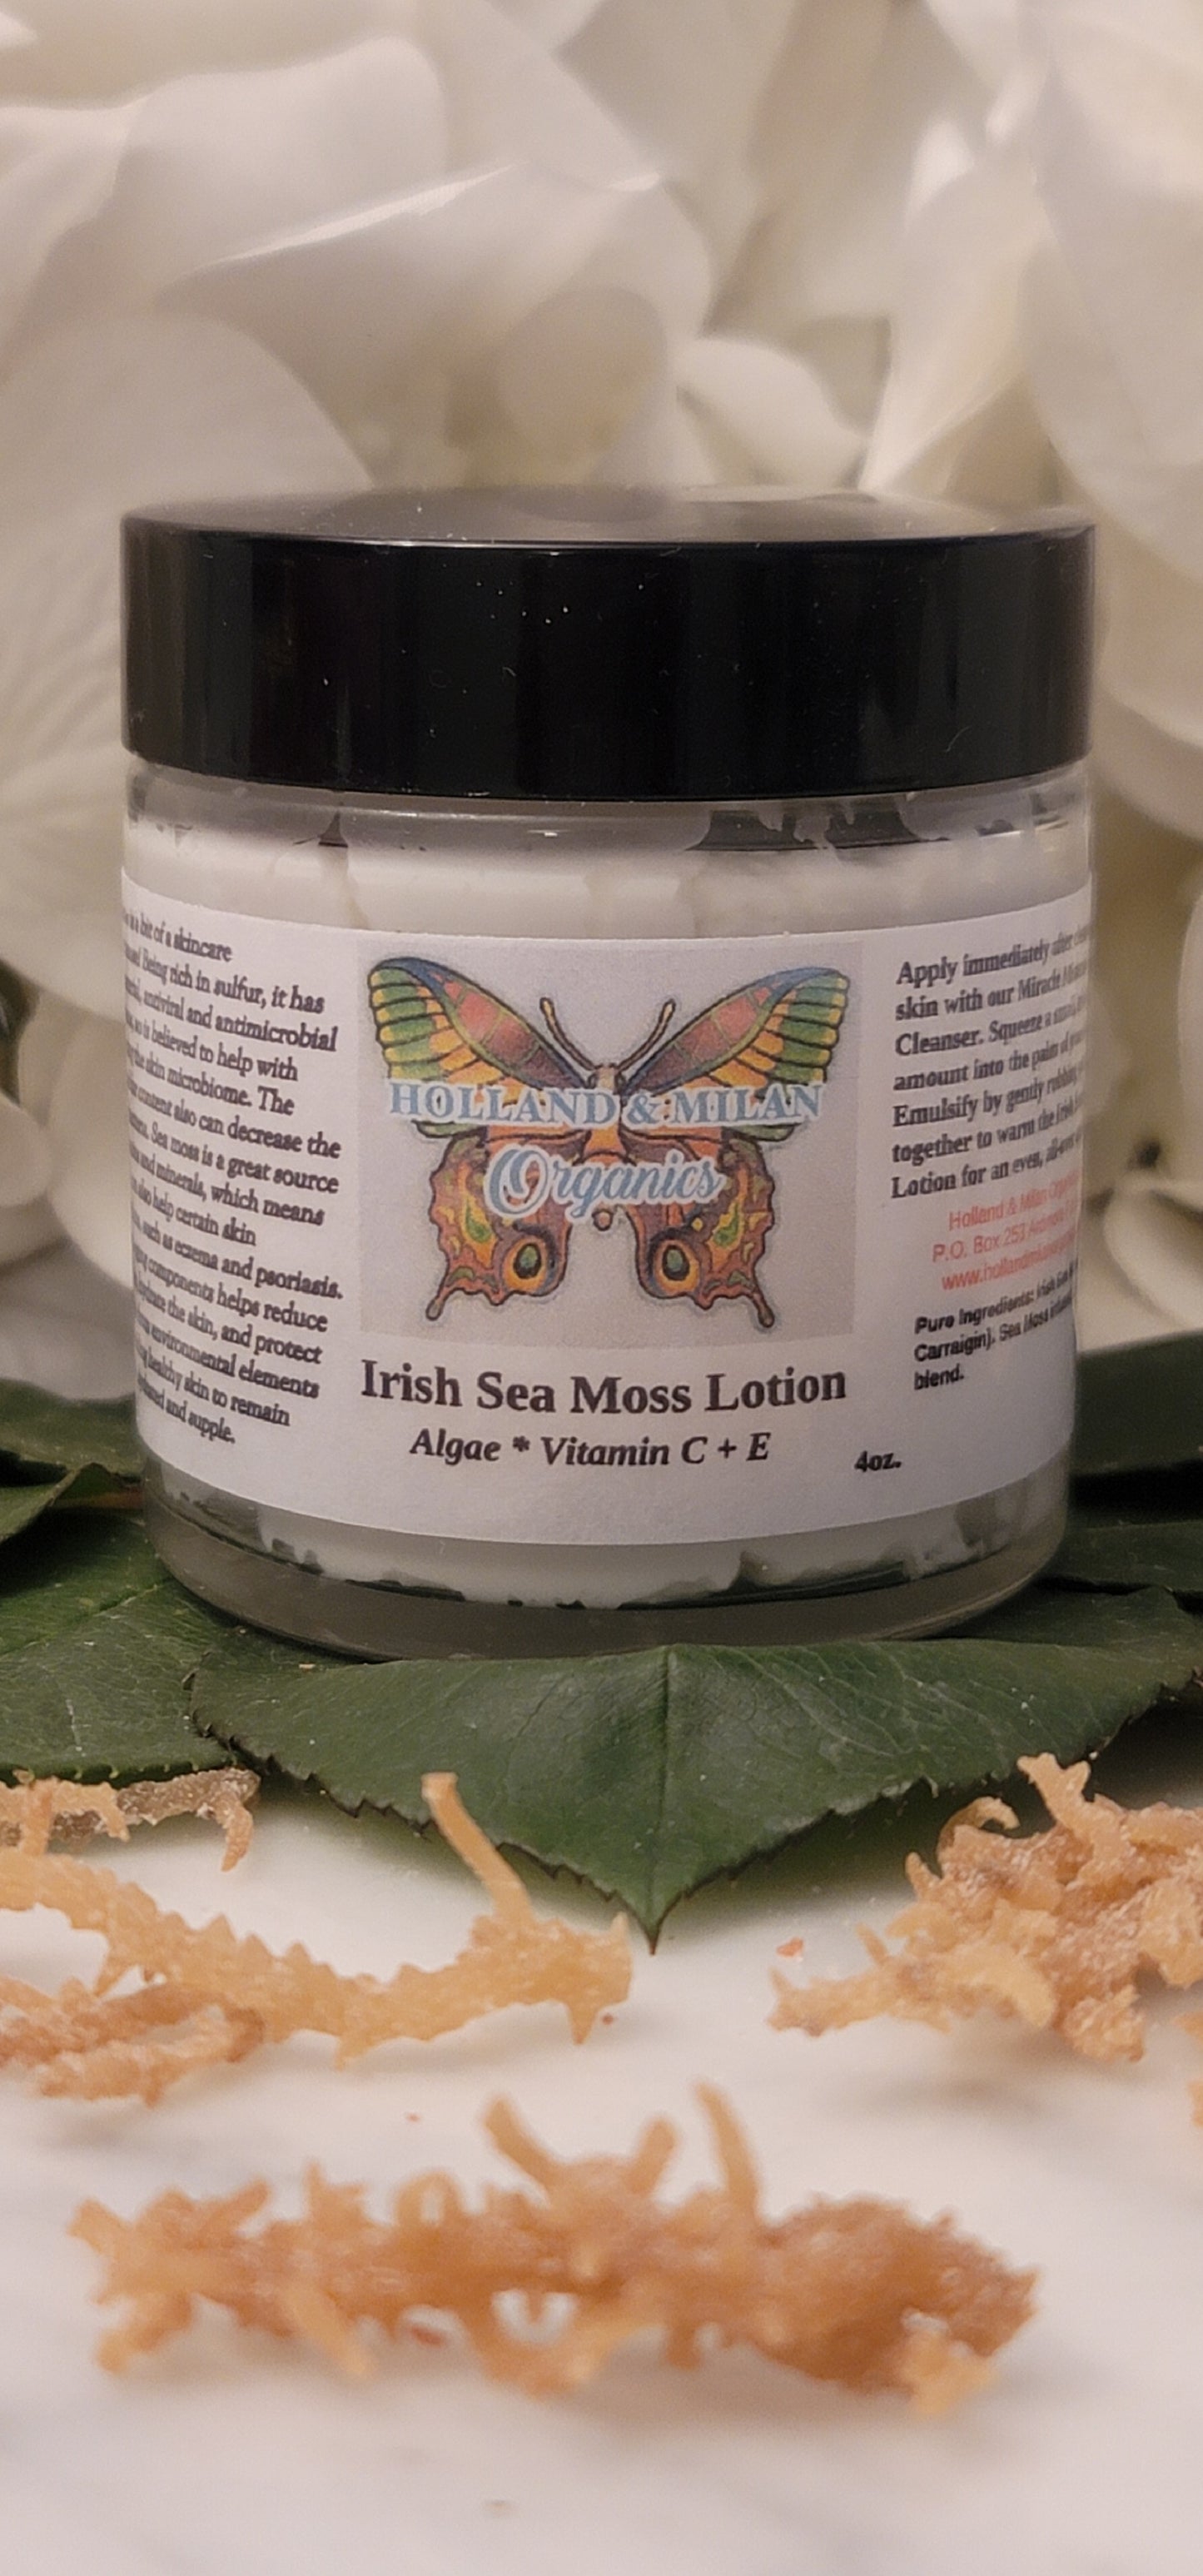 is a bit of a skincare
Being rich in sulfur, it has
antiviral and antimicrobial
so is believed to help with
the skin microbiome. The
content also can decrease the
Sea moss is a great source
and minerals, which means
also help certain skin
such as eczema and psoriasis.
components helps reduce
the skin, and protect
environmental elements
healthy skin to remain
and supple.
HOLLAND & MILAN
Organics
Irish Sea Moss Lotion
Algae * Vitamin C + E
4oz.
Apply immediately after
skin with our Miracle
Cleanser. Squeeze a small
amount into the palm of
Emulsify by gently rubbing
together to warm the Irish
Lotion for an even, all-over
Holland & Milan
P.O. Box 253
Pure Ingredients: Irish
Carraigin). Sea Moss
blend.